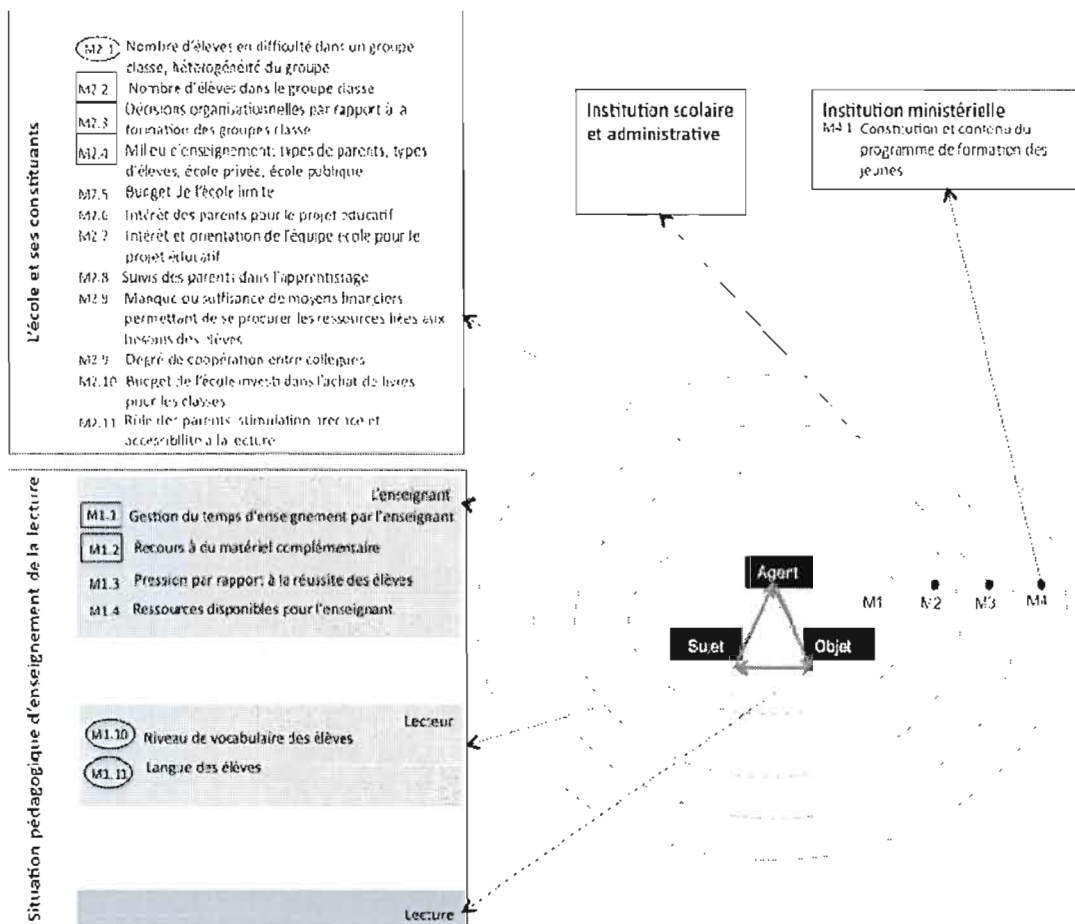 L'école et ses constituants
M2.1 Nombre d'élèves en difficulté dans un groupe
classe, hétérogénéité du groupe
M2.2 Nombre d'élèves dans le groupe classe
M2.3 Décisions organisationnelles par rapport à la
formation des groupes classe
M2.4 Milieu d'enseignement: types de parents, types
d'élèves, école privée, école publique
M2.5 Budget de l'école limité
M2.6 Intérêt des parents pour le projet éducatif
M2.7 Intérêt et orientation de l'équipe école pour le
projet éducatif
M2.8 Suivis des parents dans l'apprentissage
M2.9 Manque ou suffisance de moyens financiers
permettant de se procurer les ressources liées aux
besoins des élèves
M2.9 Degré de coopération entre collègues
M2.10 Budget de l'école investi dans l'achat de livres
pour les classes
M2.11 Rôle des parents: stimulation précoce et
accessibilité à la lecture
Institution scolaire
et administrative
Institution ministérielle
M4.1 Constitution et contenu du
programme de formation des
jeunes
Situation pédagogique d'enseignement de la lecture
L'enseignant
M1.1 Gestion du temps d'enseignement par l'enseignant
M1.2 Recours à du matériel complémentaire
M1.3 Pression par rapport à la réussite des élèves
M1.4 Ressources disponibles pour l'enseignant
Lecteur
M1.10 Niveau de vocabulaire des élèves
M1.11 Langue des élèves
Lecture
Agent
Sujet
Objet
M1
M2
M3
M4